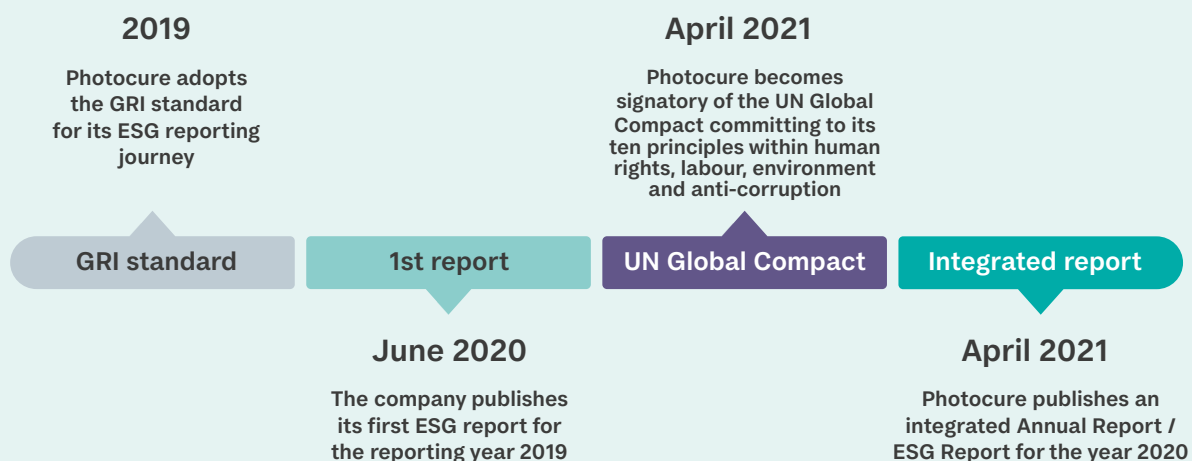 2019
Photocure adopts
the GRI standard
for its ESG reporting
journey
April 2021
Photocure becomes
signatory of the UN Global
Compact committing to its
ten principles within human
rights, labour, environment
and anti-corruption
GRI standard
1st report
UN Global Compact
Integrated report
June 2020
The company publishes
its first ESG report for
the reporting year 2019
April 2021
Photocure publishes an
integrated Annual Report /
ESG Report for the year 2020